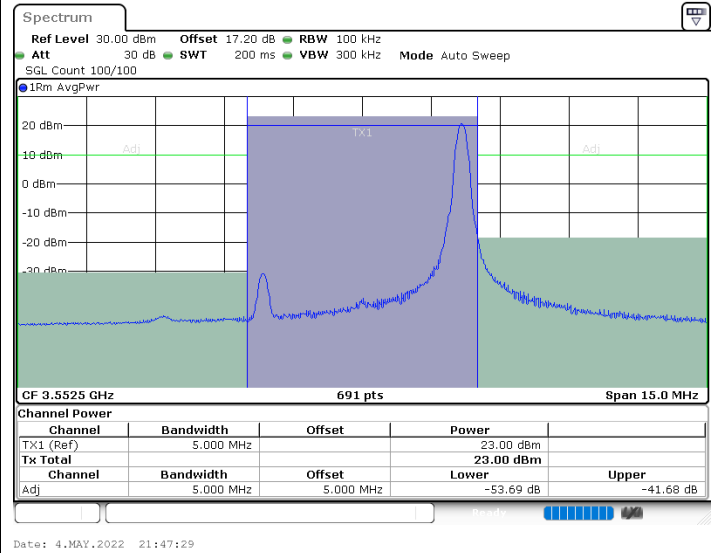 Spectrum
Ref Level 30.00 dBm Offset 17.20 dB RBW 100 kHz
Att 30 dB SWT 200 ms VBW 300 kHz Mode Auto Sweep
SGL Count 100/100
1Rm AvgPwr
20 dBm
TX1
Adj
Adj
10 dBm
0 dBm
-10 dBm
-20 dBm
-30 dBm
CF 3.5525 GHz 691 pts Span 15.0 MHz
Channel Power
Channel Bandwidth Offset Power
TX1 (Ref) 5.000 MHz 23.00 dBm
Tx Total 23.00 dBm
Channel Bandwidth Offset Lower Upper
Adj 5.000 MHz 5.000 MHz -53.69 dB -41.68 dB
Ready
Date: 4.MAY.2022 21:47:29